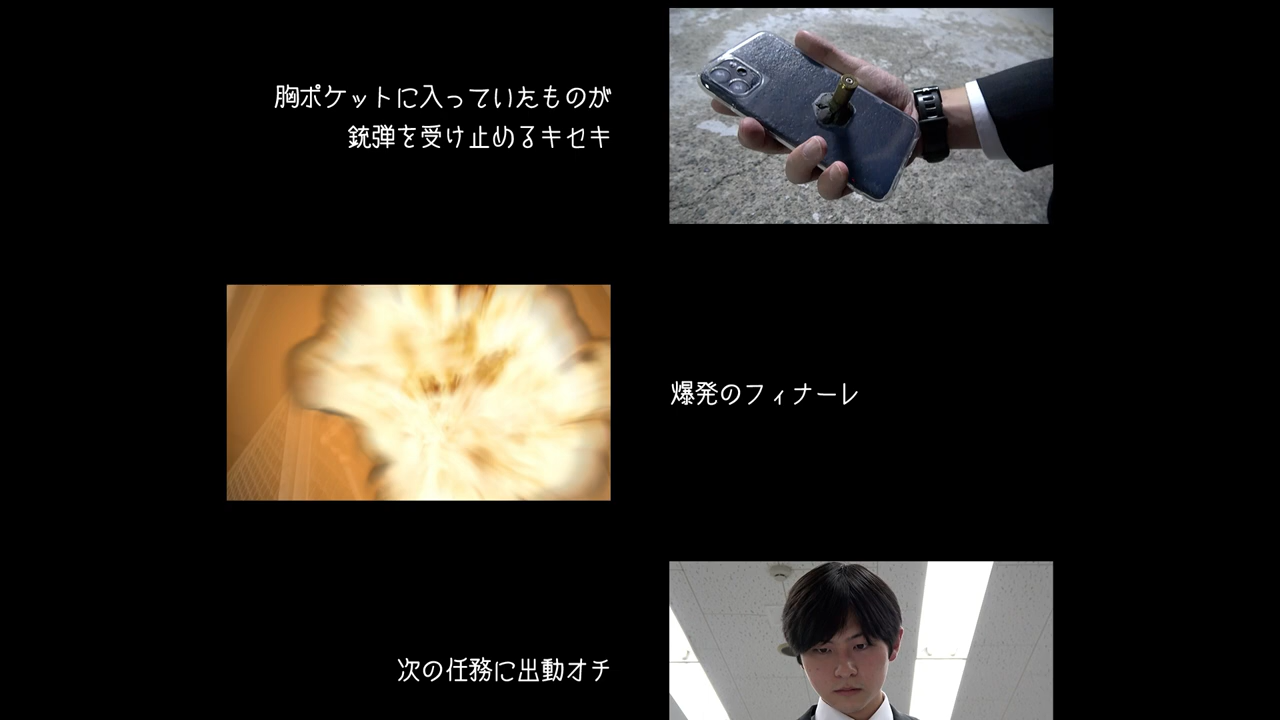 胸ポケットに入っていたものが
銃弾を受け止めるキセキ
爆発のフィナーレ
次の任務に出動オチ